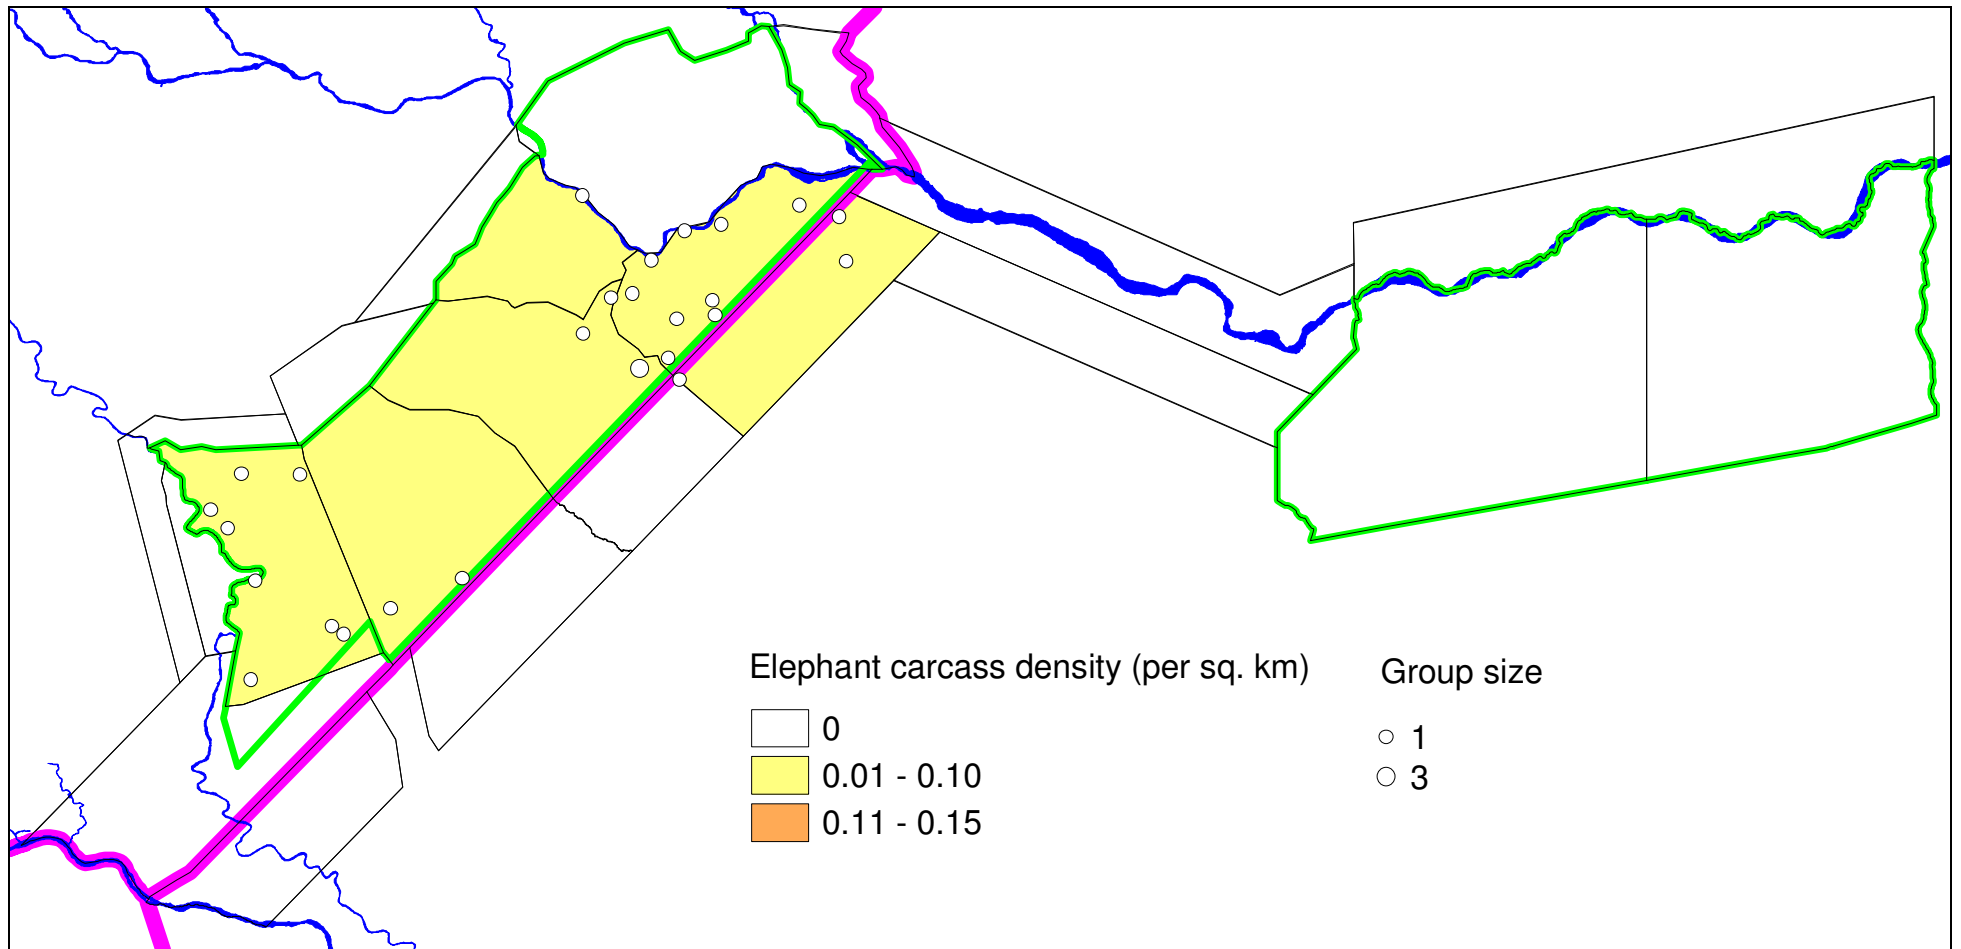 Elephant carcass density (per sq. km)
0
0.01 - 0.10
0.11 - 0.15
Group size
1
3